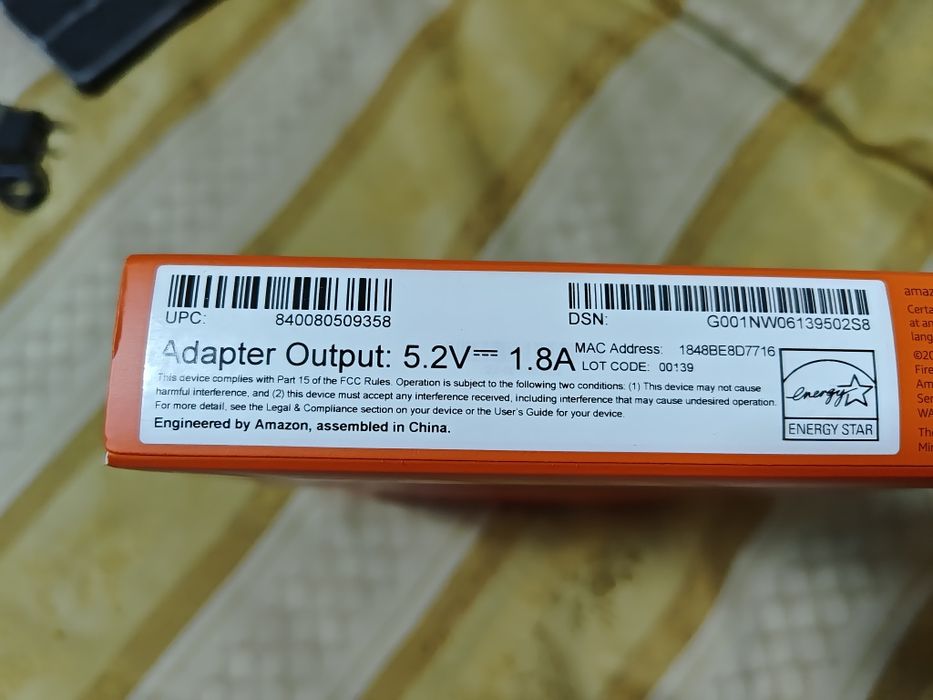 UPC: 840080509358
DSN: G001NW06139502S8
Adapter Output: 5.2V⎓ 1.8A
MAC Address: 1848BE8D7716
LOT CODE: 00139
This device complies with Part 15 of the FCC Rules. Operation is subject to the following two conditions: (1) This device may not cause
harmful interference, and (2) this device must accept any interference received, including interference that may cause undesired operation.
For more detail, see the Legal & Compliance section on your device or the User's Guide for your device.
Engineered by Amazon, assembled in China.
energy
ENERGY STAR
at an